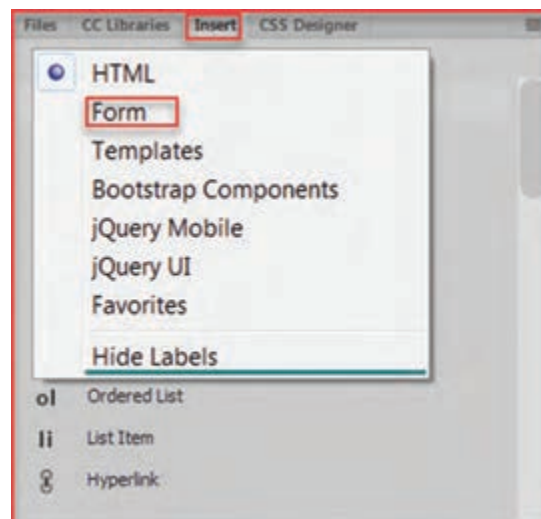 Files CC Libraries Insert CSS Designer
HTML
Form
Templates
Bootstrap Components
jQuery Mobile
jQuery UI
Favorites
Hide Labels
ol Ordered List
li List Item
Hyperlink